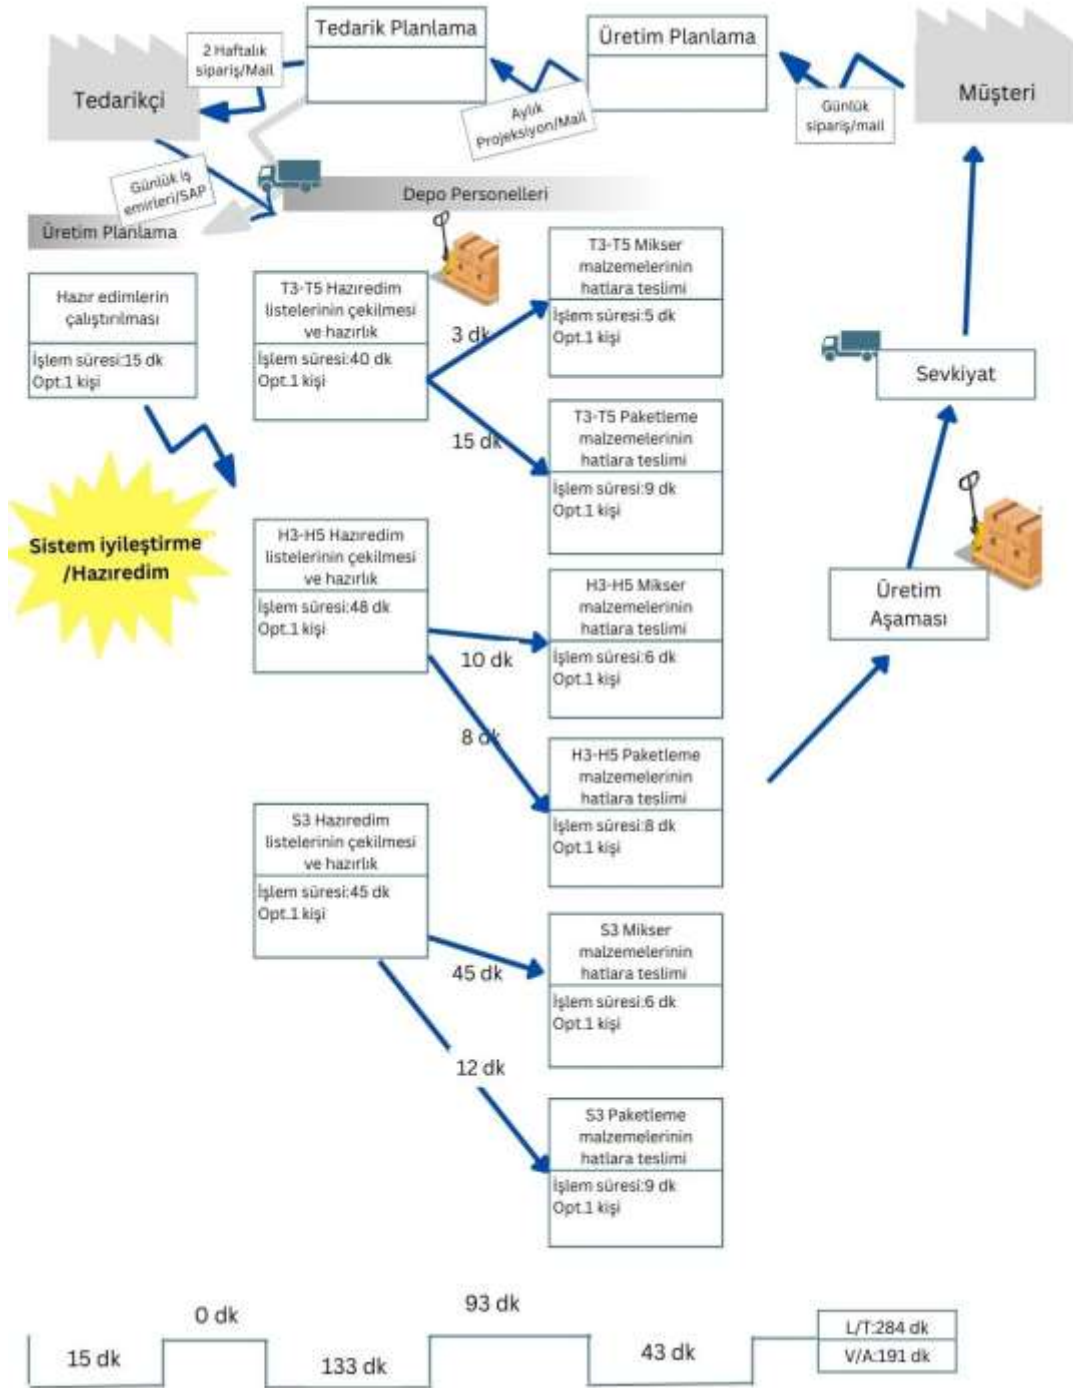 Tedarikçi
2 Haftalık
sipariş/Mail
Tedarik Planlama
Aylık
Projeksiyon/Mail
Üretim Planlama
Günlük
sipariş/mail
Müşteri
Günlük iş
emirleri/SAP
Üretim Planlama
Depo Personelleri
Hazır edimlerin
çalıştırılması
İşlem süresi:15 dk
Opt.1 kişi
Sistem iyileştirme
/Hazıredim
T3-T5 Hazıredim
listelerinin çekilmesi
ve hazırlık
İşlem süresi:40 dk
Opt.1 kişi
3 dk
15 dk
T3-T5 Mikser
malzemelerinin
hatlara teslimi
İşlem süresi:5 dk
Opt.1 kişi
T3-T5 Paketleme
malzemelerinin
hatlara teslimi
İşlem süresi:9 dk
Opt.1 kişi
H3-H5 Hazıredim
listelerinin çekilmesi
ve hazırlık
İşlem süresi:48 dk
Opt.1 kişi
10 dk
8 dk
H3-H5 Mikser
malzemelerinin
hatlara teslimi
İşlem süresi:6 dk
Opt.1 kişi
H3-H5 Paketleme
malzemelerinin
hatlara teslimi
İşlem süresi:8 dk
Opt.1 kişi
S3 Hazıredim
listelerinin çekilmesi
ve hazırlık
İşlem süresi:45 dk
Opt.1 kişi
45 dk
12 dk
S3 Mikser
malzemelerinin
hatlara teslimi
İşlem süresi:6 dk
Opt.1 kişi
S3 Paketleme
malzemelerinin
hatlara teslimi
İşlem süresi:9 dk
Opt.1 kişi
Sevkiyat
Üretim
Aşaması
15 dk
0 dk
133 dk
93 dk
43 dk
L/T:284 dk
V/A:191 dk